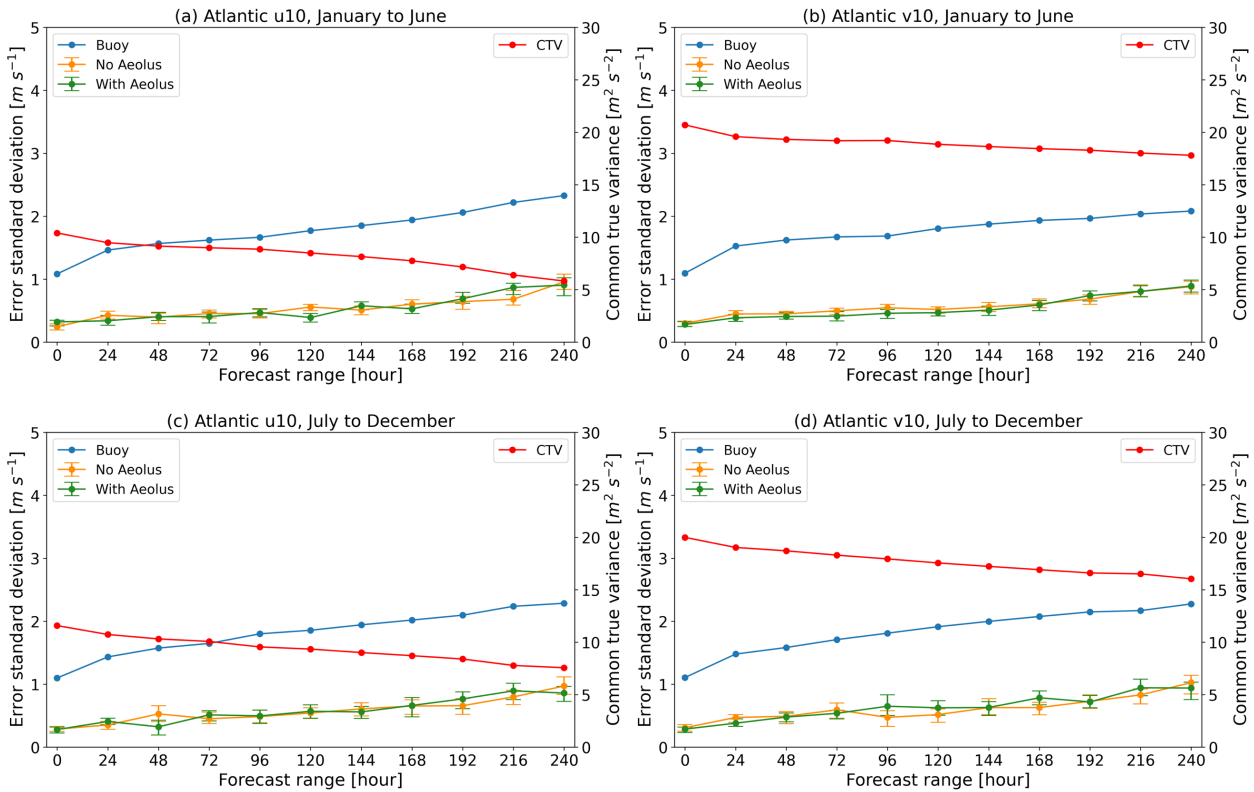 (a) Atlantic u10, January to June
Error standard deviation [m s⁻¹]
5
4
3
2
1
0
Buoy
No Aeolus
With Aeolus
CTV
30
25
20
15
10
5
0
Common true variance [m² s⁻²]
0 24 48 72 96 120 144 168 192 216 240
Forecast range [hour]
(b) Atlantic v10, January to June
Error standard deviation [m s⁻¹]
5
4
3
2
1
0
Buoy
No Aeolus
With Aeolus
CTV
30
25
20
15
10
5
0
Common true variance [m² s⁻²]
0 24 48 72 96 120 144 168 192 216 240
Forecast range [hour]
(c) Atlantic u10, July to December
Error standard deviation [m s⁻¹]
5
4
3
2
1
0
Buoy
No Aeolus
With Aeolus
CTV
30
25
20
15
10
5
0
Common true variance [m² s⁻²]
0 24 48 72 96 120 144 168 192 216 240
Forecast range [hour]
(d) Atlantic v10, July to December
Error standard deviation [m s⁻¹]
5
4
3
2
1
0
Buoy
No Aeolus
With Aeolus
CTV
30
25
20
15
10
5
0
Common true variance [m² s⁻²]
0 24 48 72 96 120 144 168 192 216 240
Forecast range [hour]